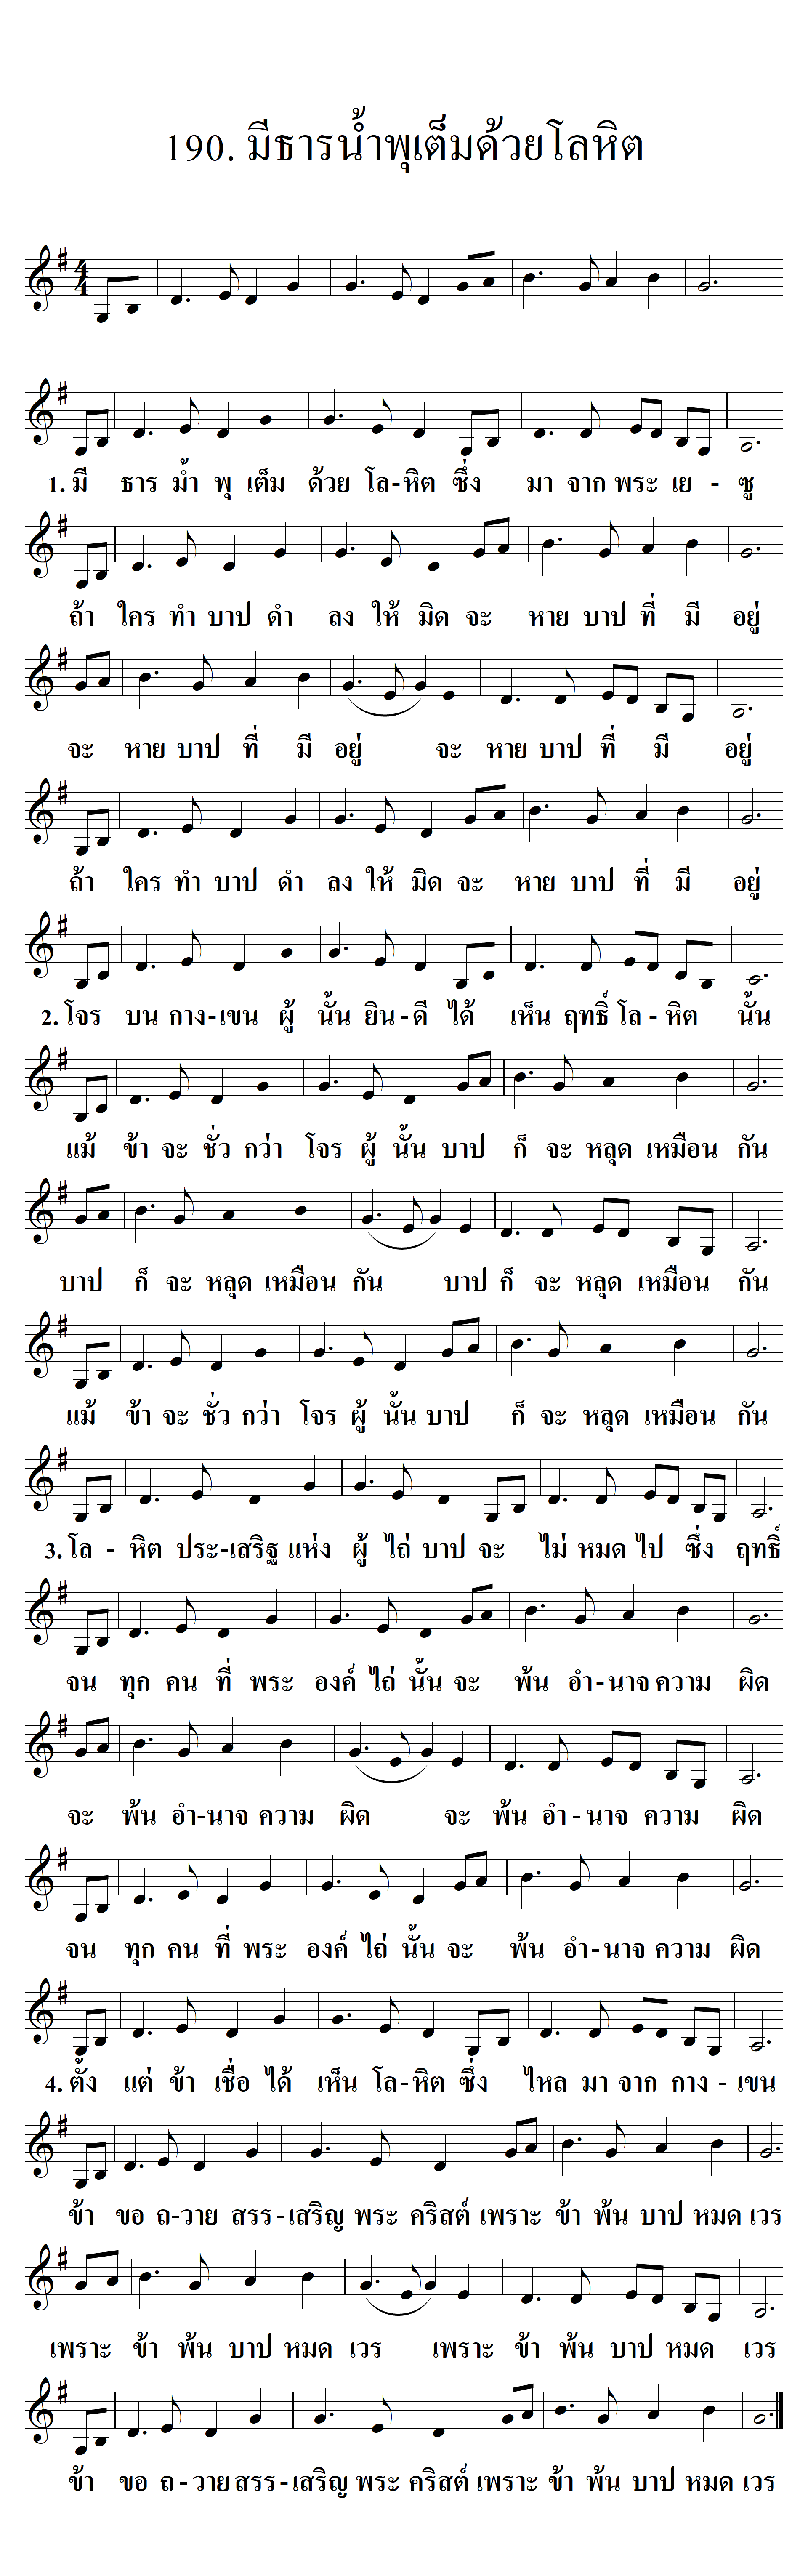 190. มีธารน้ำพุเต็มด้วยโลหิต
1. มี ธาร น้ำ พุ เต็ม ด้วย โล-หิต ซึ่ง มา จาก พระ เย - ซู
ถ้า ใคร ทำ บาป ดำ ลง ให้ มิด จะ หาย บาป ที่ มี อยู่
จะ หาย บาป ที่ มี อยู่ จะ หาย บาป ที่ มี อยู่
ถ้า ใคร ทำ บาป ดำ ลง ให้ มิด จะ หาย บาป ที่ มี อยู่
2. โจร บน กาง-เขน ผู้ นั้น ยิน-ดี ได้ เห็น ฤทธิ์ โล - หิต นั้น
แม้ ข้า จะ ชั่ว กว่า โจร ผู้ นั้น บาป ก็ จะ หลุด เหมือน กัน
บาป ก็ จะ หลุด เหมือน กัน บาป ก็ จะ หลุด เหมือน กัน
แม้ ข้า จะ ชั่ว กว่า โจร ผู้ นั้น บาป ก็ จะ หลุด เหมือน กัน
3. โล - หิต ประ-เสริฐ แห่ง ผู้ ไถ่ บาป จะ ไม่ หมด ไป ซึ่ง ฤทธิ์
จน ทุก คน ที่ พระ องค์ ไถ่ นั้น จะ พ้น อำ-นาจ ความ ผิด
จะ พ้น อำ-นาจ ความ ผิด จะ พ้น อำ - นาจ ความ ผิด
จน ทุก คน ที่ พระ องค์ ไถ่ นั้น จะ พ้น อำ-นาจ ความ ผิด
4. ตั้ง แต่ ข้า เชื่อ ได้ เห็น โล-หิต ซึ่ง ไหล มา จาก กาง - เขน
ข้า ขอ ถ-วาย สรร-เสริญ พระ คริสต์ เพราะ ข้า พ้น บาป หมด เวร
เพราะ ข้า พ้น บาป หมด เวร เพราะ ข้า พ้น บาป หมด เวร
ข้า ขอ ถ-วาย สรร-เสริญ พระ คริสต์ เพราะ ข้า พ้น บาป หมด เวร